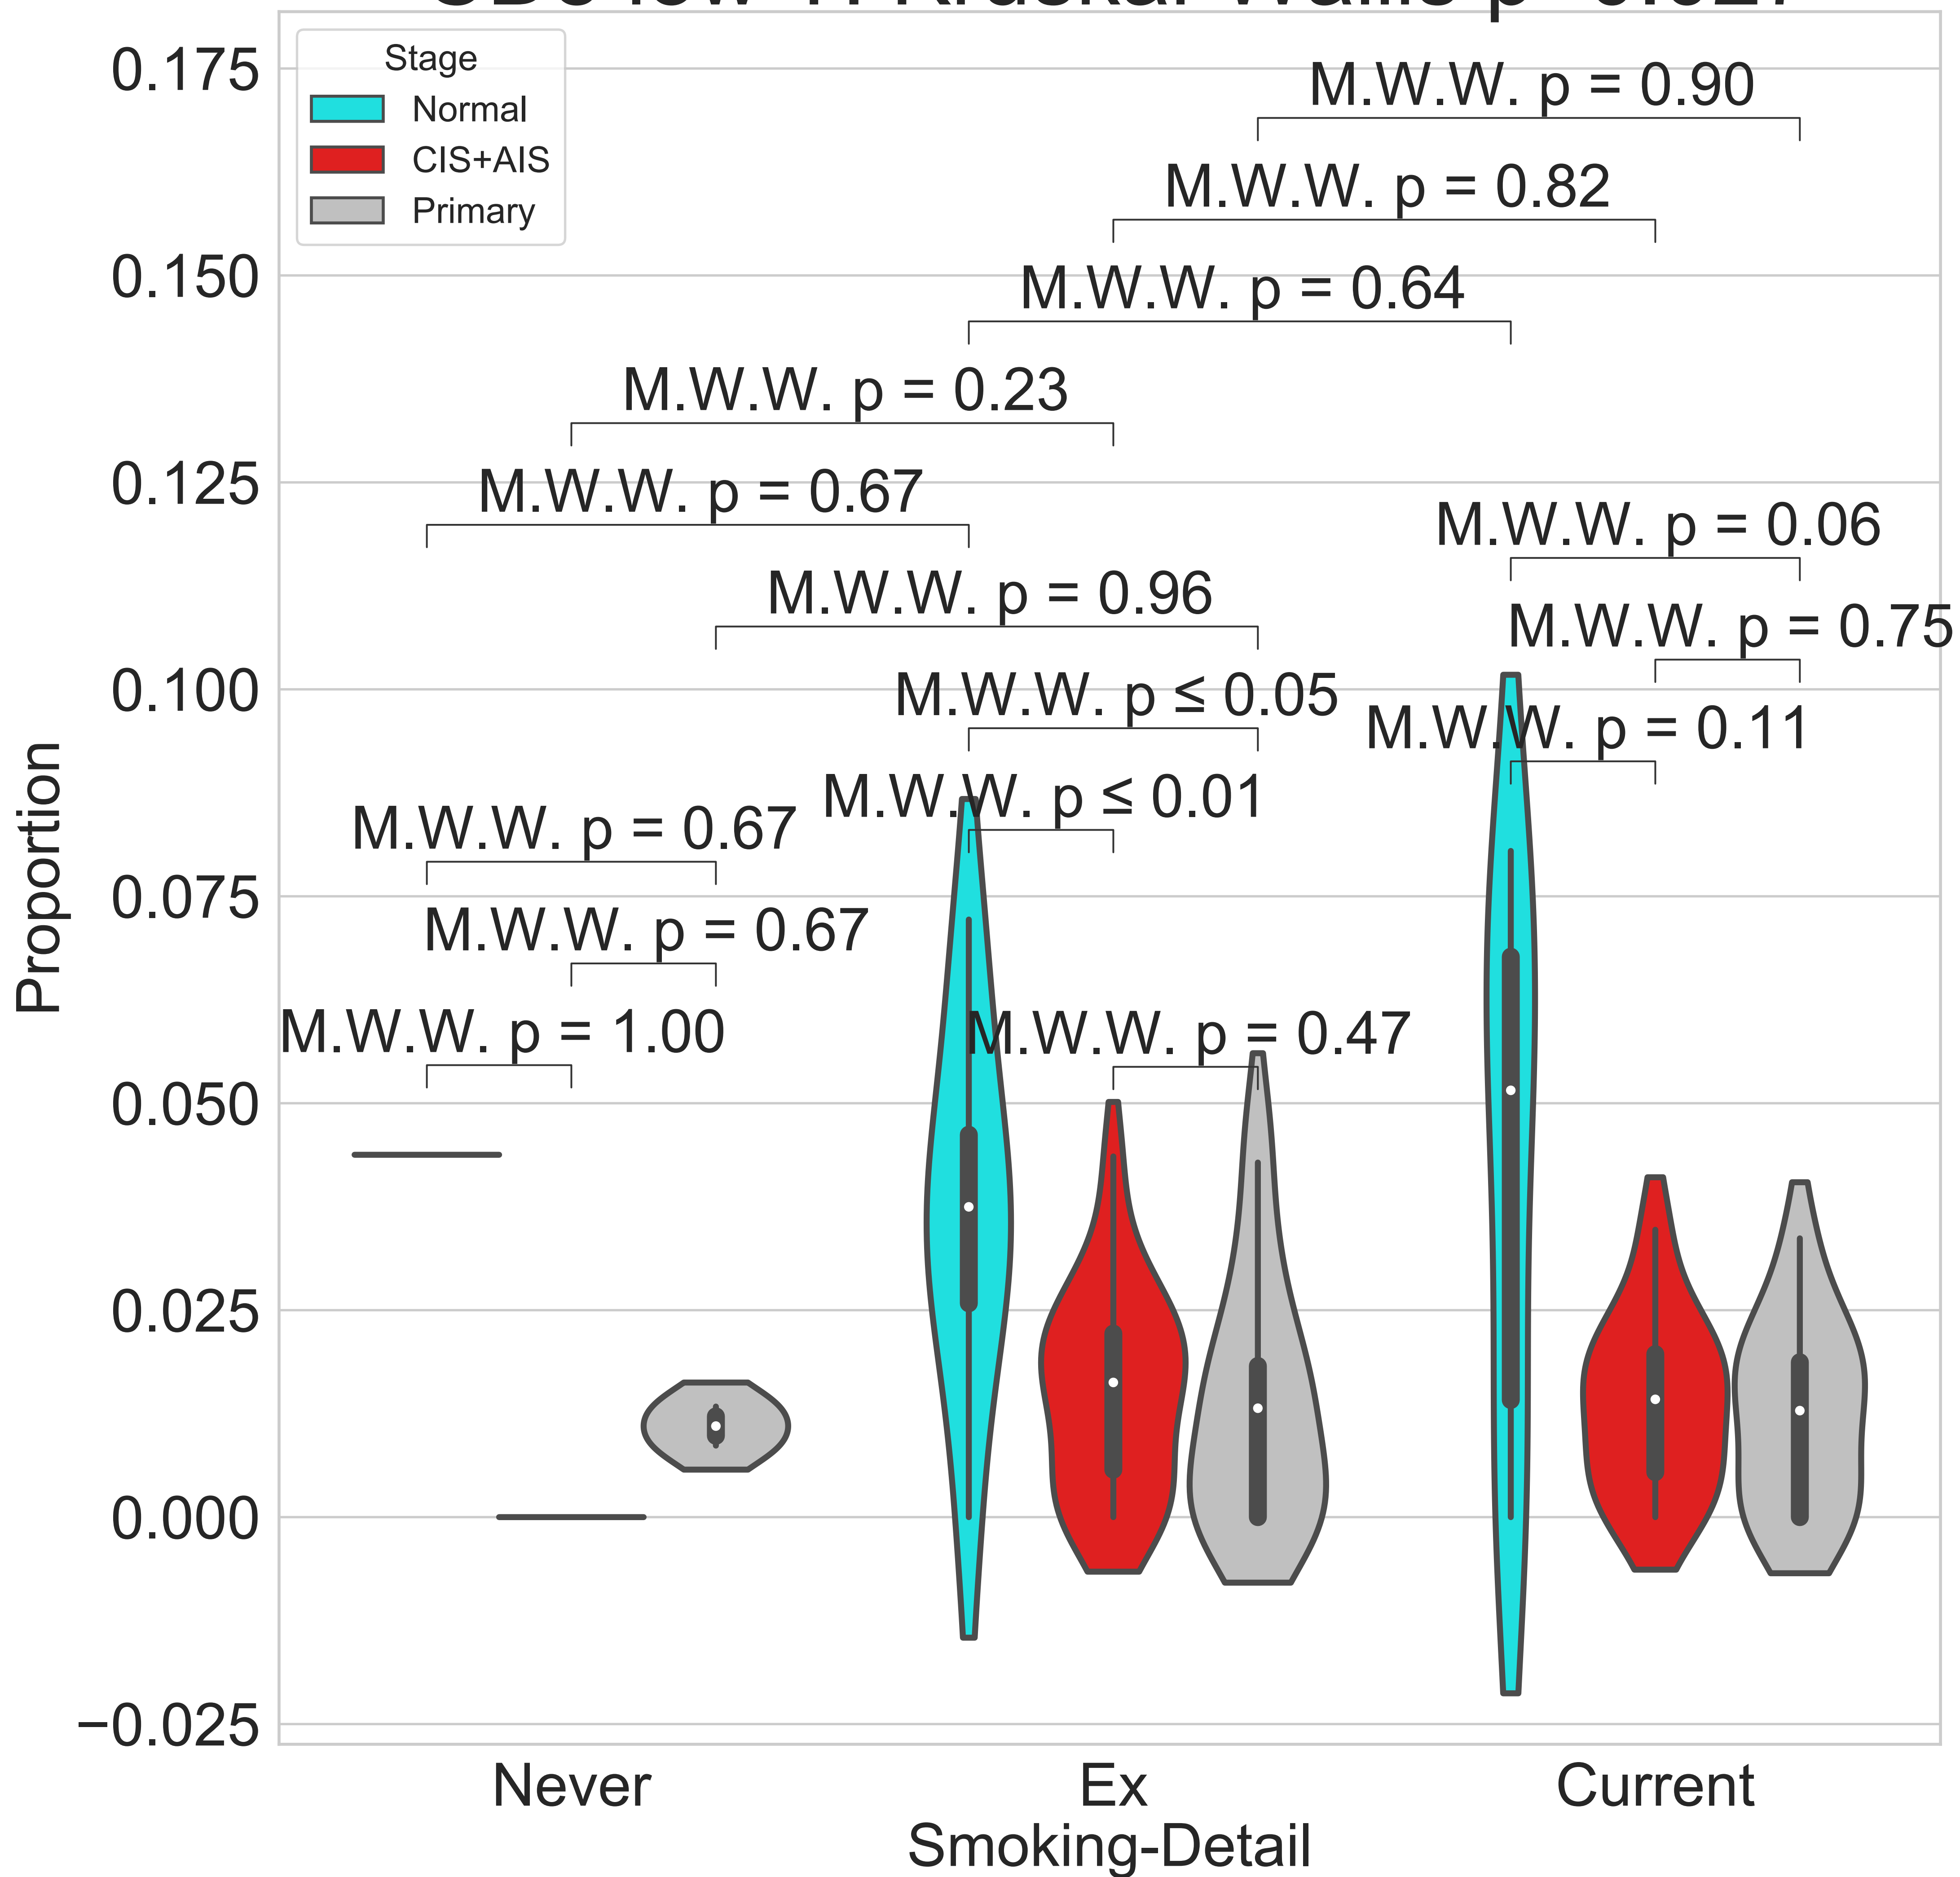 Stage
Normal
CIS+AIS
Primary
0.175
0.150
0.125
0.100
0.075
0.050
0.025
0.000
−0.025
Proportion
M.W.W. p = 0.90
M.W.W. p = 0.82
M.W.W. p = 0.64
M.W.W. p = 0.23
M.W.W. p = 0.67
M.W.W. p = 0.06
M.W.W. p = 0.96
M.W.W. p = 0.75
M.W.W. p ≤ 0.05
M.W.W. p = 0.11
M.W.W. p ≤ 0.01
M.W.W. p = 0.67
M.W.W. p = 0.67
M.W.W. p = 1.00
M.W.W. p = 0.47
Never
Ex
Current
Smoking-Detail